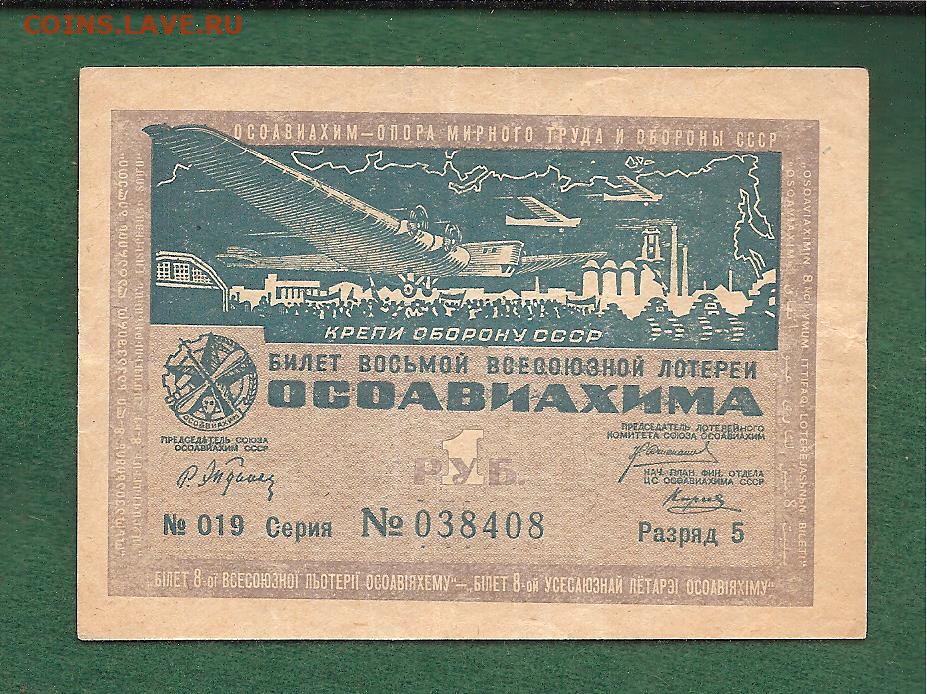 COINS.LAVE.RU
ОСОАВИАХИМ—ОПОРА МИРНОГО ТРУДА И ОБОРОНЫ СССР
КРЕПИ ОБОРОНУ СССР
БИЛЕТ ВОСЬМОЙ ВСЕСОЮЗНОЙ ЛОТЕРЕИ
ОСОАВИАХИМА
ОСОАВИАХИМ
ПРЕДСЕДАТЕЛЬ СОЮЗА
ОСОАВИАХИМ СССР
ПРЕДСЕДАТЕЛЬ ЛОТЕРЕЙНОГО
КОМИТЕТА СОЮЗА ОСОАВИАХИМ
1
РУБ.
НАЧ. ПЛАН. ФИН. ОТДЕЛА
ЦС ОСОАВИАХИМА СССР
№ 019 Серия № 038408
Разряд 5
„БІЛЕТ 8-ої ВСЕСОЮЗНОЇ ЛЬОТЕРІЇ ОСОАВІЯХЕМУ"—„БІЛЕТ 8-ой УСЕСАЮЗНАЙ ЛЁТАРЭІ ОСОАВІЯХІМУ"